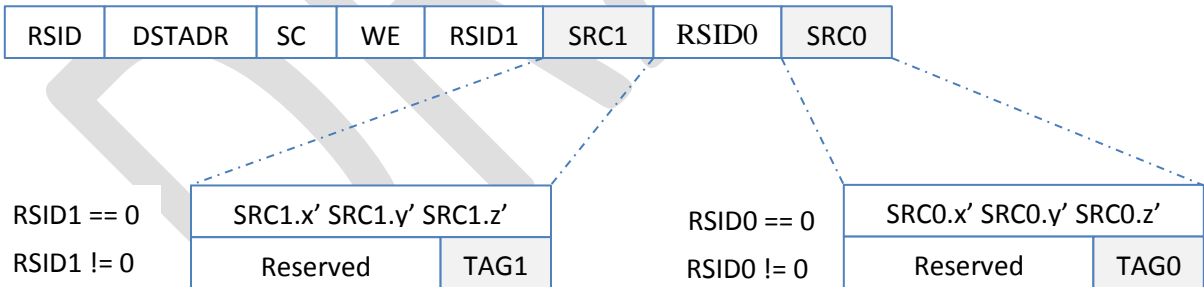 RSID DSTADR SC WE RSID1 SRC1 RSID0 SRC0
RSID1 == 0 SRC1.x’ SRC1.y’ SRC1.z’ RSID0 == 0 SRC0.x’ SRC0.y’ SRC0.z’
RSID1 != 0 Reserved TAG1 RSID0 != 0 Reserved TAG0